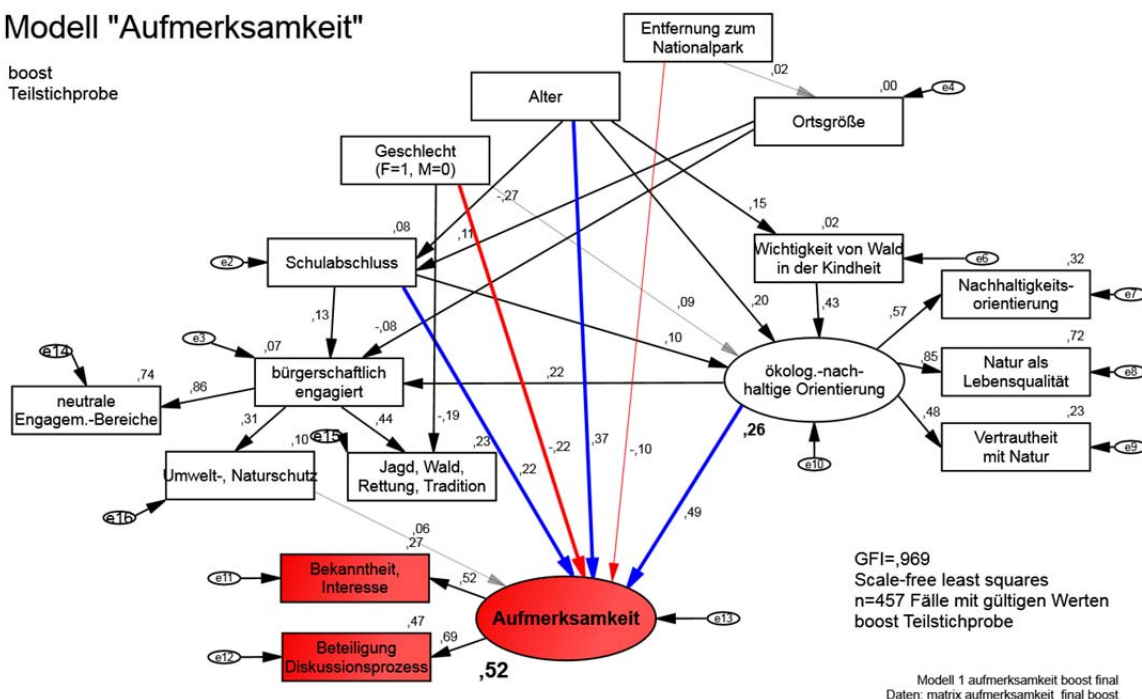 Modell "Aufmerksamkeit"
boost
Teilstichprobe
Entfernung zum
Nationalpark
,02
,00
e4
Alter
Ortsgröße
Geschlecht
(F=1, M=0)
-,27
,15
,02
,08
,11
e2
Schulabschluss
Wichtigkeit von Wald
in der Kindheit
e6
,32
Nachhaltigkeits-
orientierung
e7
,13
-,08
,09
,20
,43
,57
,10
e3
,07
e14
,74
bürgerschaftlich
engagiert
,22
ökolog.-nach-
haltige Orientierung
,85
,72
Natur als
Lebensqualität
e8
neutrale
Engagem.-Bereiche
,86
,31
,44
-,19
,48
,23
,10
e15
,23
,22
-,22
,37
-,10
,26
e10
Vertrautheit
mit Natur
e9
Umwelt-, Naturschutz
Jagd, Wald,
Rettung, Tradition
e16
,49
,06
,27
e11
Bekanntheit,
Interesse
,52
GFI=,969
Scale-free least squares
n=457 Fälle mit gültigen Werten
boost Teilstichprobe
Aufmerksamkeit
e13
,47
e12
Beteiligung
Diskussionsprozess
,69
,52
Modell 1 aufmerksamkeit boost final
Daten: matrix aufmerksamkeit final boost